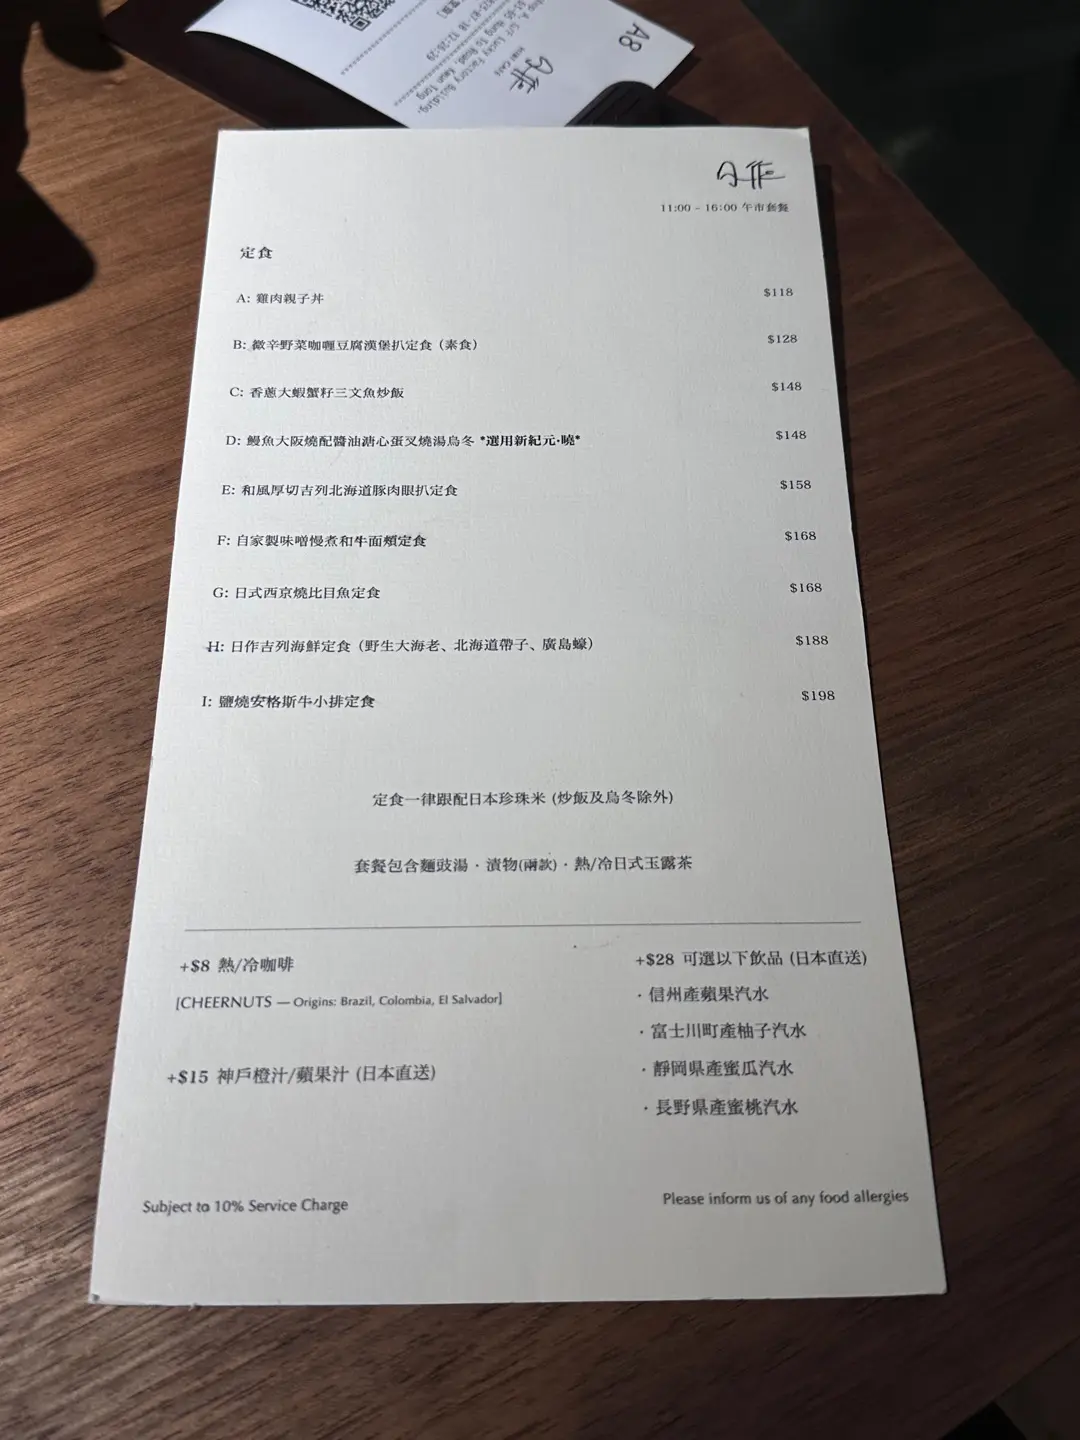 A8
日作
11:00 - 16:00 午市套餐
定食
A: 雞肉親子丼 $118
B: 微辛野菜咖喱豆腐漢堡扒定食（素食） $128
C: 香蔥大蝦蟹籽三文魚炒飯 $148
D: 鰻魚大阪燒配醬油溏心蛋叉燒湯烏冬 *選用新紀元·曉* $148
E: 和風厚切吉列北海道豚肉眼扒定食 $158
F: 自家製味噌慢煮和牛面頰定食 $168
G: 日式西京燒比目魚定食 $168
H: 日作吉列海鮮定食（野生大海老、北海道帶子、廣島蠔） $188
I: 鹽燒安格斯牛小排定食 $198
定食一律跟配日本珍珠米 (炒飯及烏冬除外)
套餐包含麵豉湯 · 漬物(兩款) · 熱/冷日式玉露茶
+$8 熱/冷咖啡
[CHEERNUTS — Origins: Brazil, Colombia, El Salvador]
+$15 神戶橙汁/蘋果汁 (日本直送)
+$28 可選以下飲品 (日本直送)
· 信州產蘋果汽水
· 富士川町產柚子汽水
· 靜岡県產蜜瓜汽水
· 長野県產蜜桃汽水
Subject to 10% Service Charge
Please inform us of any food allergies